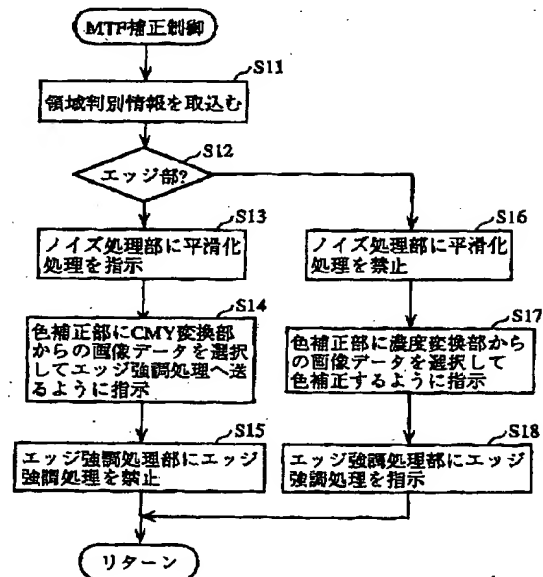 MTF補正制御
S11
領域判別情報を取込む
S12
エッジ部?
S13
ノイズ処理部に平滑化
処理を指示
S14
色補正部にCMY変換部
からの画像データを選択
してエッジ強調処理へ送
るように指示
S15
エッジ強調処理部にエッジ
強調処理を禁止
S16
ノイズ処理部に平滑化
処理を禁止
S17
色補正部に濃度変換部から
の画像データを選択して
色補正するように指示
S18
エッジ強調処理部にエッジ
強調処理を指示
リターン